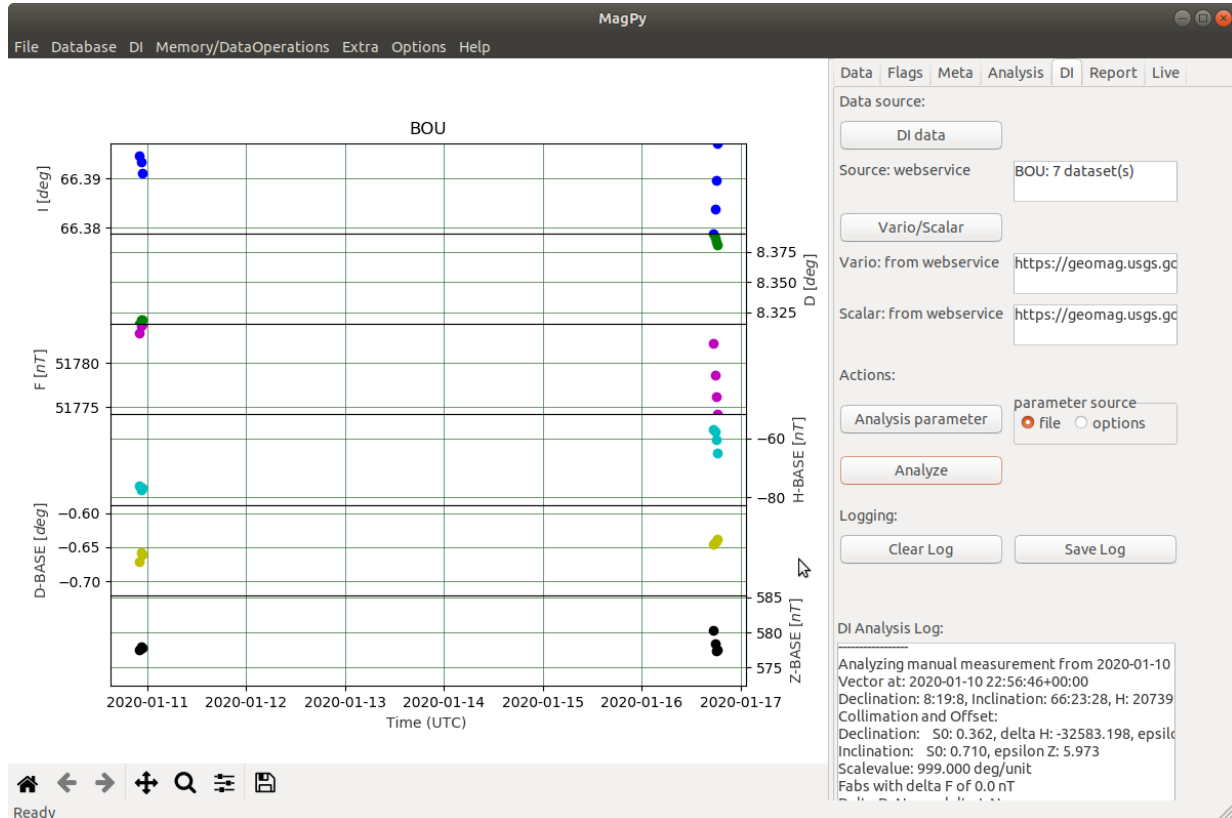 MagPy
File Database DI Memory/DataOperations Extra Options Help
BOU
I [deg]
66.39
66.38
8.375
8.350
8.325
D [deg]
F [nT]
51780
51775
−60
−80
H-BASE [nT]
D-BASE [deg]
−0.60
−0.65
−0.70
585
580
575
Z-BASE [nT]
2020-01-11 2020-01-12 2020-01-13 2020-01-14 2020-01-15 2020-01-16 2020-01-17
Time (UTC)
Ready
Data Flags Meta Analysis DI Report Live
Data source:
DI data
Source: webservice
BOU: 7 dataset(s)
Vario/Scalar
Vario: from webservice
https://geomag.usgs.gc
Scalar: from webservice
https://geomag.usgs.gc
Actions:
Analysis parameter
parameter source
file options
Analyze
Logging:
Clear Log Save Log
DI Analysis Log:
----------------
Analyzing manual measurement from 2020-01-10
Vector at: 2020-01-10 22:56:46+00:00
Declination: 8:19:8, Inclination: 66:23:28, H: 20739
Collimation and Offset:
Declination: S0: 0.362, delta H: -32583.198, epsilo
Inclination: S0: 0.710, epsilon Z: 5.973
Scalevalue: 999.000 deg/unit
Fabs with delta F of 0.0 nT